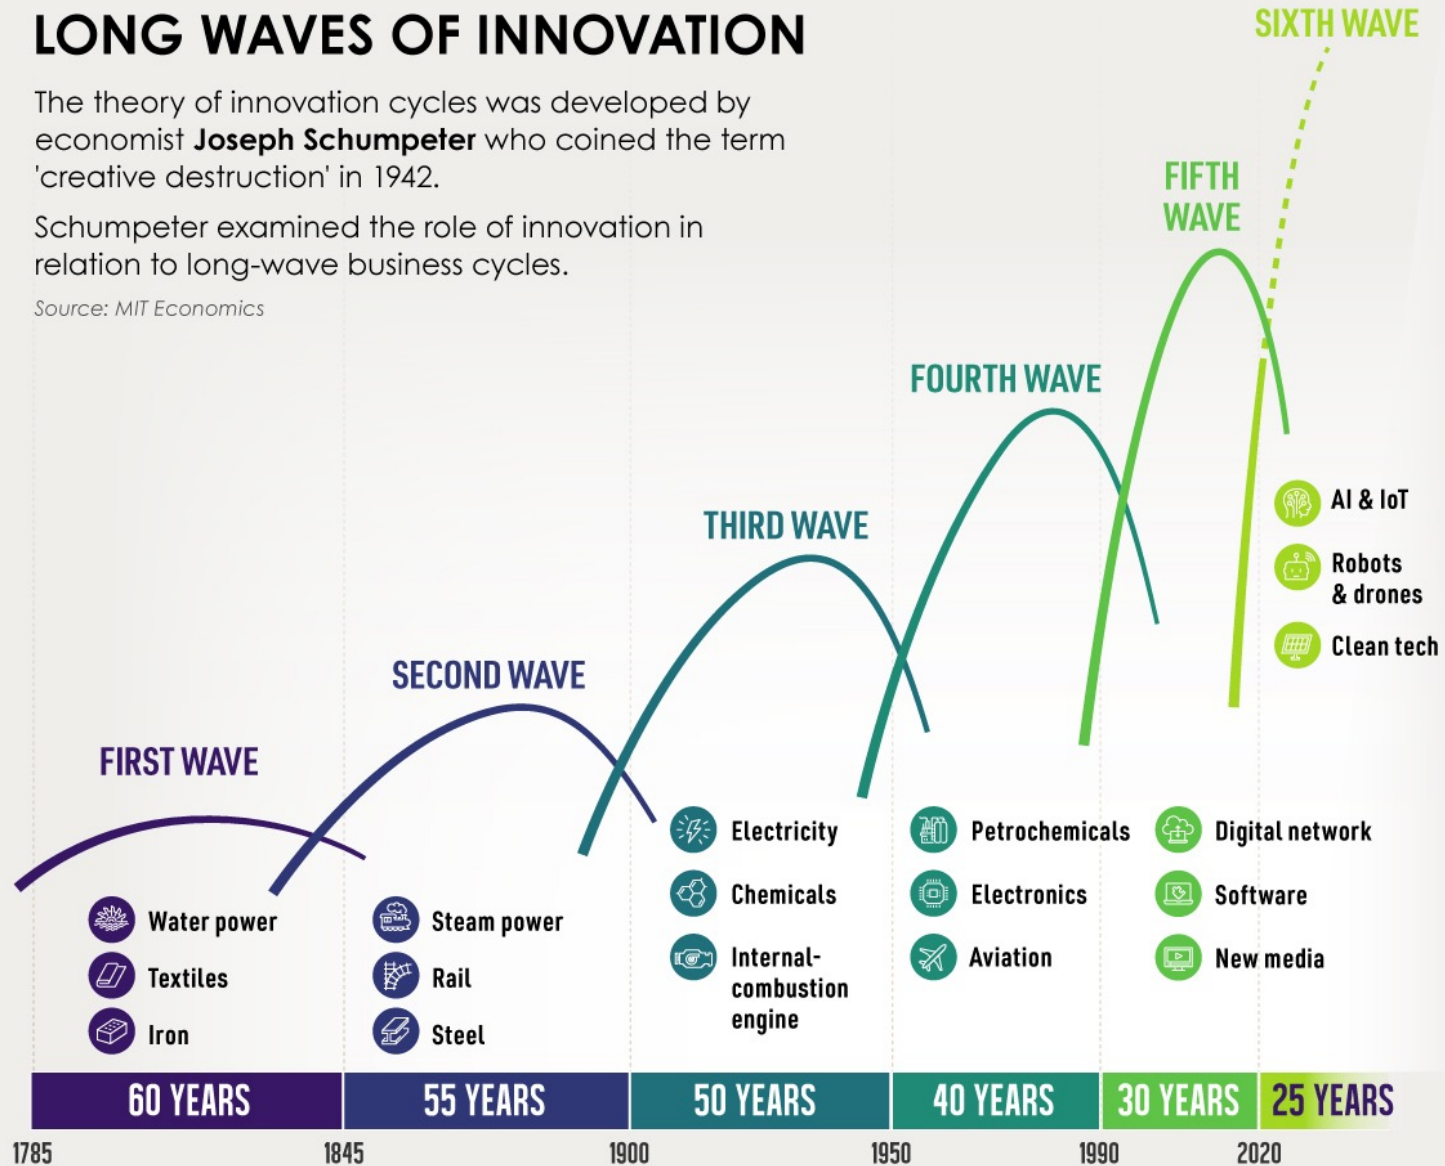 LONG WAVES OF INNOVATION
The theory of innovation cycles was developed by
economist Joseph Schumpeter who coined the term
'creative destruction' in 1942.
Schumpeter examined the role of innovation in
relation to long-wave business cycles.
Source: MIT Economics
SIXTH WAVE
FIFTH
WAVE
FOURTH WAVE
THIRD WAVE
SECOND WAVE
FIRST WAVE
Water power
Textiles
Iron
Steam power
Rail
Steel
Electricity
Chemicals
Internal-
combustion
engine
Petrochemicals
Electronics
Aviation
Digital network
Software
New media
AI & IoT
Robots
& drones
Clean tech
60 YEARS
55 YEARS
50 YEARS
40 YEARS
30 YEARS
25 YEARS
1785
1845
1900
1950
1990
2020